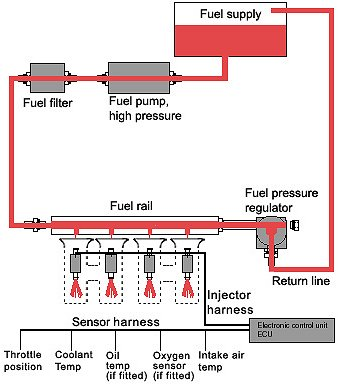 Fuel supply
Fuel filter
Fuel pump,
high pressure
Fuel rail
Fuel pressure
regulator
Return line
Injector
harness
Electronic control unit
ECU
Sensor harness
Throttle
position
Coolant
Temp
Oil
temp
(if fitted)
Oxygen
sensor
(if fitted)
Intake air
temp